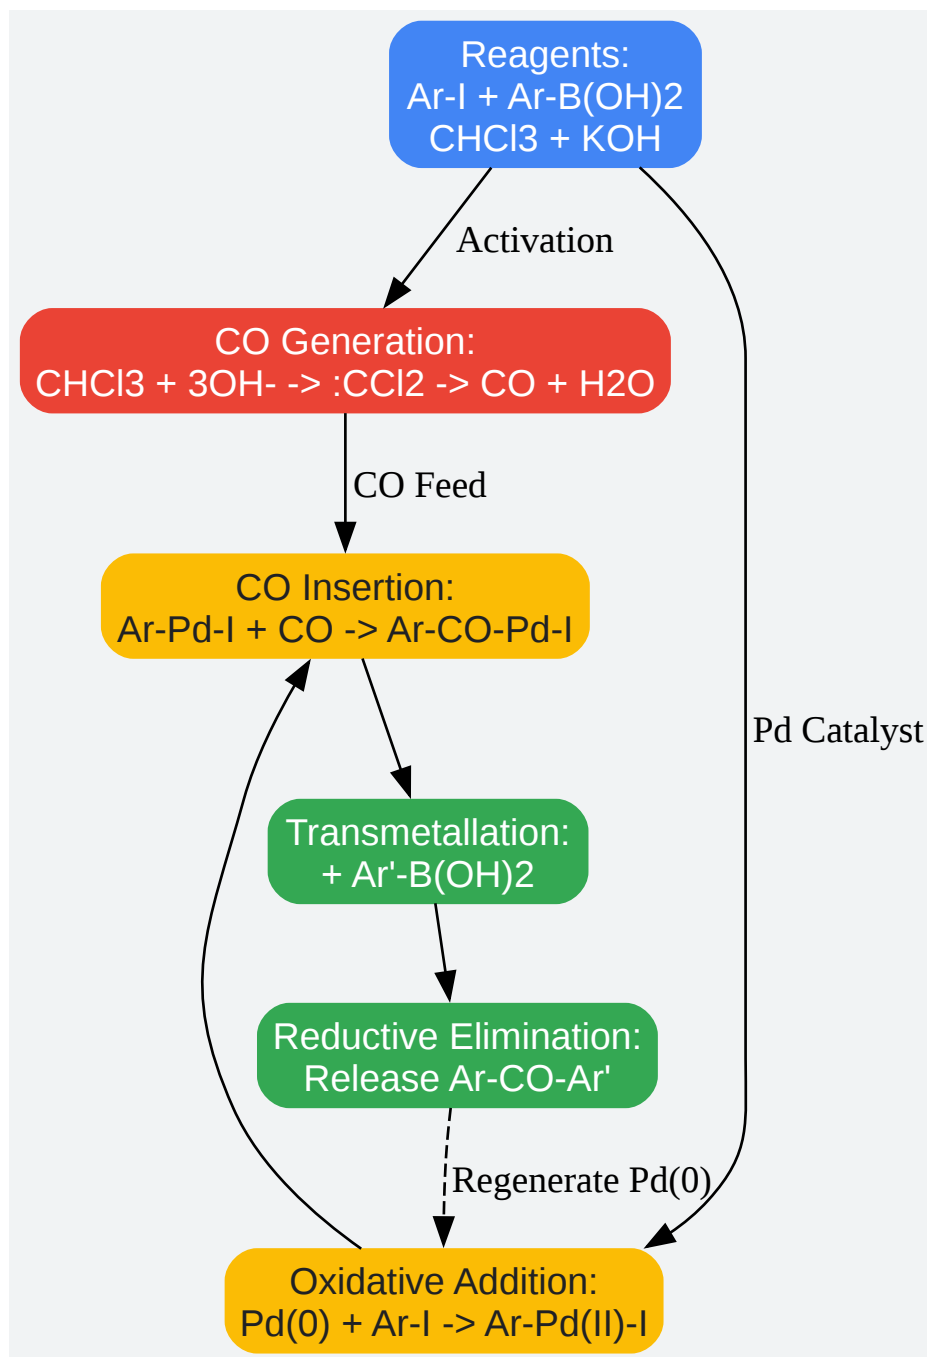 Reagents:
Ar-I + Ar-B(OH)2
CHCl3 + KOH
Activation
CO Generation:
CHCl3 + 3OH- -> :CCl2 -> CO + H2O
CO Feed
CO Insertion:
Ar-Pd-I + CO -> Ar-CO-Pd-I
Pd Catalyst
Transmetallation:
+ Ar'-B(OH)2
Reductive Elimination:
Release Ar-CO-Ar'
Regenerate Pd(0)
Oxidative Addition:
Pd(0) + Ar-I -> Ar-Pd(II)-I